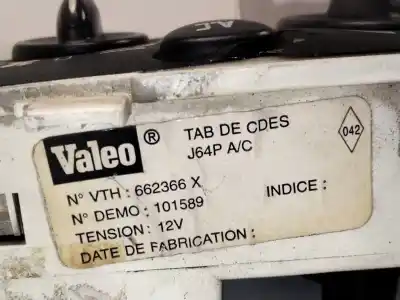 A.C
Valeo ®
TAB DE CDES
J64P A/C
042
N° VTH : 662366 X
INDICE :
N° DEMO : 101589
TENSION : 12V
DATE DE FABRICATION :